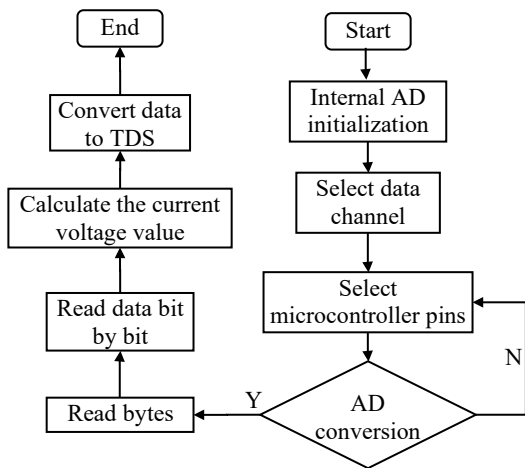 Start
Internal AD
initialization
Select data
channel
Select
microcontroller pins
AD
conversion
N
Y
Read bytes
Read data bit
by bit
Calculate the current
voltage value
Convert data
to TDS
End